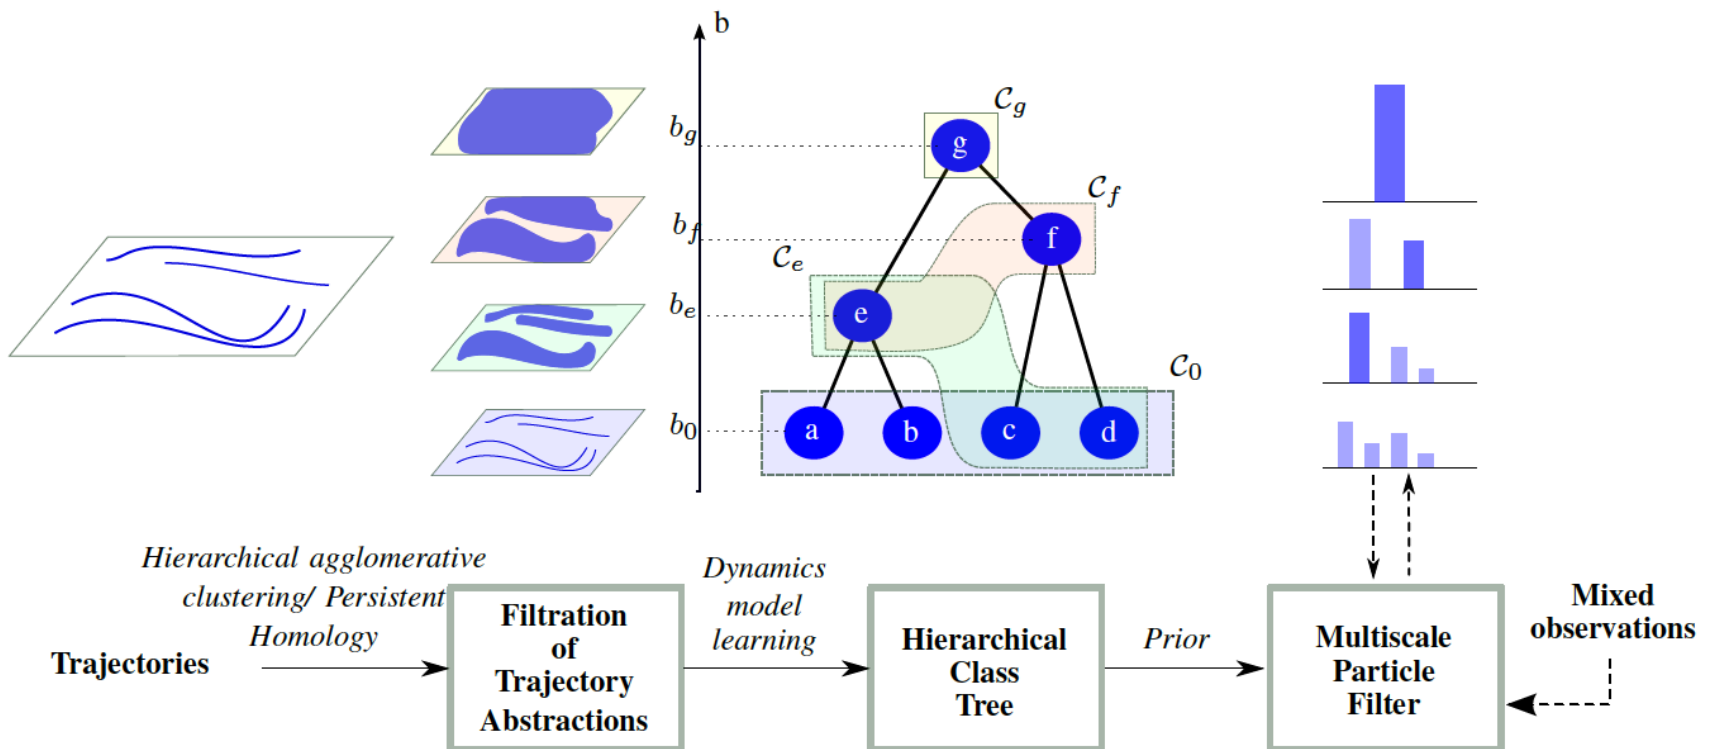 b
b_g
C_g
g
b_f
C_f
f
C_e
b_e
e
C_0
b_0
a
b
c
d
Hierarchical agglomerative
clustering/ Persistent
Homology
Trajectories
Filtration
of
Trajectory
Abstractions
Dynamics
model
learning
Hierarchical
Class
Tree
Prior
Multiscale
Particle
Filter
Mixed
observations